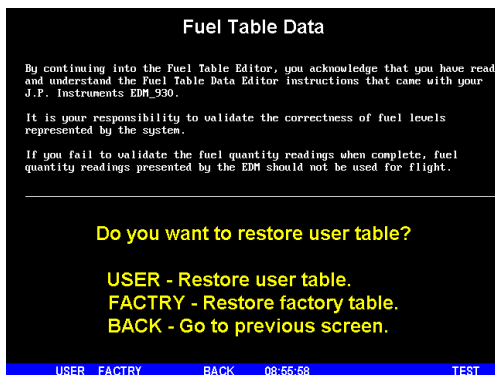 Fuel Table Data
By continuing into the Fuel Table Editor, you acknowledge that you have read
and understand the Fuel Table Data Editor instructions that came with your
J.P. Instruments EDM_930.
It is your responsibility to validate the correctness of fuel levels
represented by the system.
If you fail to validate the fuel quantity readings when complete, fuel
quantity readings presented by the EDM should not be used for flight.
Do you want to restore user table?
USER - Restore user table.
FACTRY - Restore factory table.
BACK - Go to previous screen.
USER FACTRY BACK 08:55:58 TEST